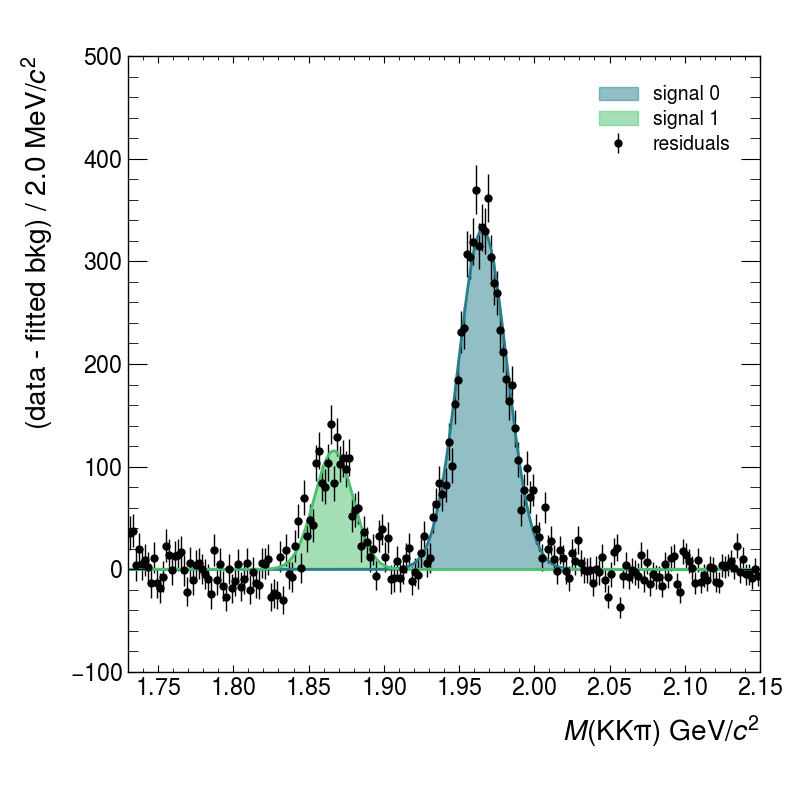 (data - fitted bkg) / 2.0 MeV/c²
500
400
300
200
100
0
−100
signal 0
signal 1
residuals
1.75 1.80 1.85 1.90 1.95 2.00 2.05 2.10 2.15
M(KKπ) GeV/c²